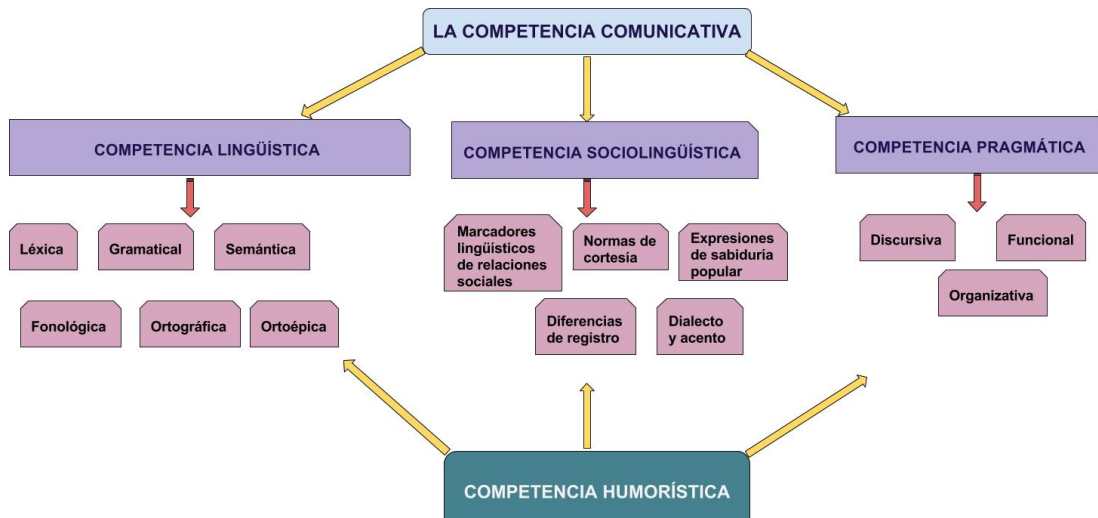 LA COMPETENCIA COMUNICATIVA
COMPETENCIA LINGÜÍSTICA
COMPETENCIA SOCIOLINGÜÍSTICA
COMPETENCIA PRAGMÁTICA
Léxica
Gramatical
Semántica
Fonológica
Ortográfica
Ortoépica
Marcadores
lingüísticos
de relaciones
sociales
Normas de
cortesía
Expresiones
de sabiduría
popular
Diferencias
de registro
Dialecto
y acento
Discursiva
Funcional
Organizativa
COMPETENCIA HUMORÍSTICA